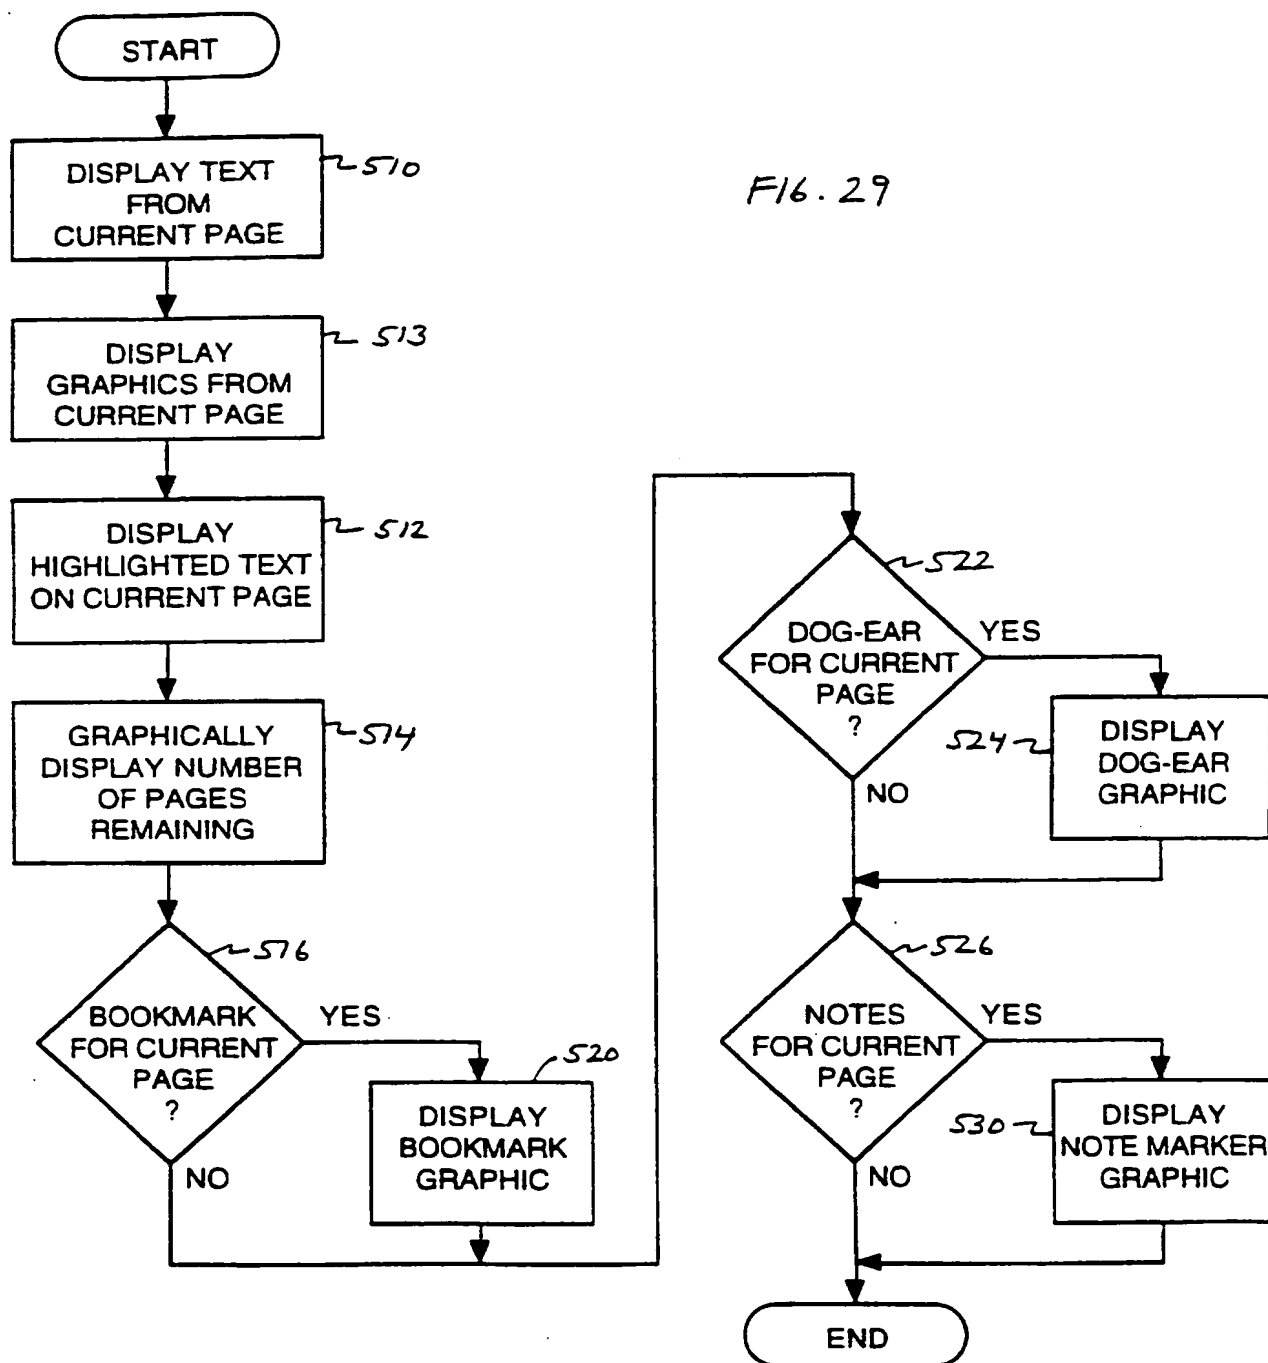 START
DISPLAY TEXT
FROM
CURRENT PAGE
510
FIG. 29
DISPLAY
GRAPHICS FROM
CURRENT PAGE
513
DISPLAY
HIGHLIGHTED TEXT
ON CURRENT PAGE
512
GRAPHICALLY
DISPLAY NUMBER
OF PAGES
REMAINING
514
BOOKMARK
FOR CURRENT
PAGE
?
516
YES
NO
DISPLAY
BOOKMARK
GRAPHIC
520
DOG-EAR
FOR CURRENT
PAGE
?
522
YES
NO
DISPLAY
DOG-EAR
GRAPHIC
524
NOTES
FOR CURRENT
PAGE
?
526
YES
NO
DISPLAY
NOTE MARKER
GRAPHIC
530
END